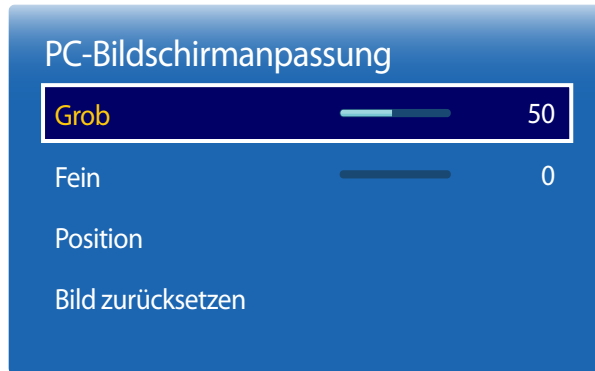 PC-Bildschirmanpassung
Grob 50
Fein 0
Position
Bild zurücksetzen